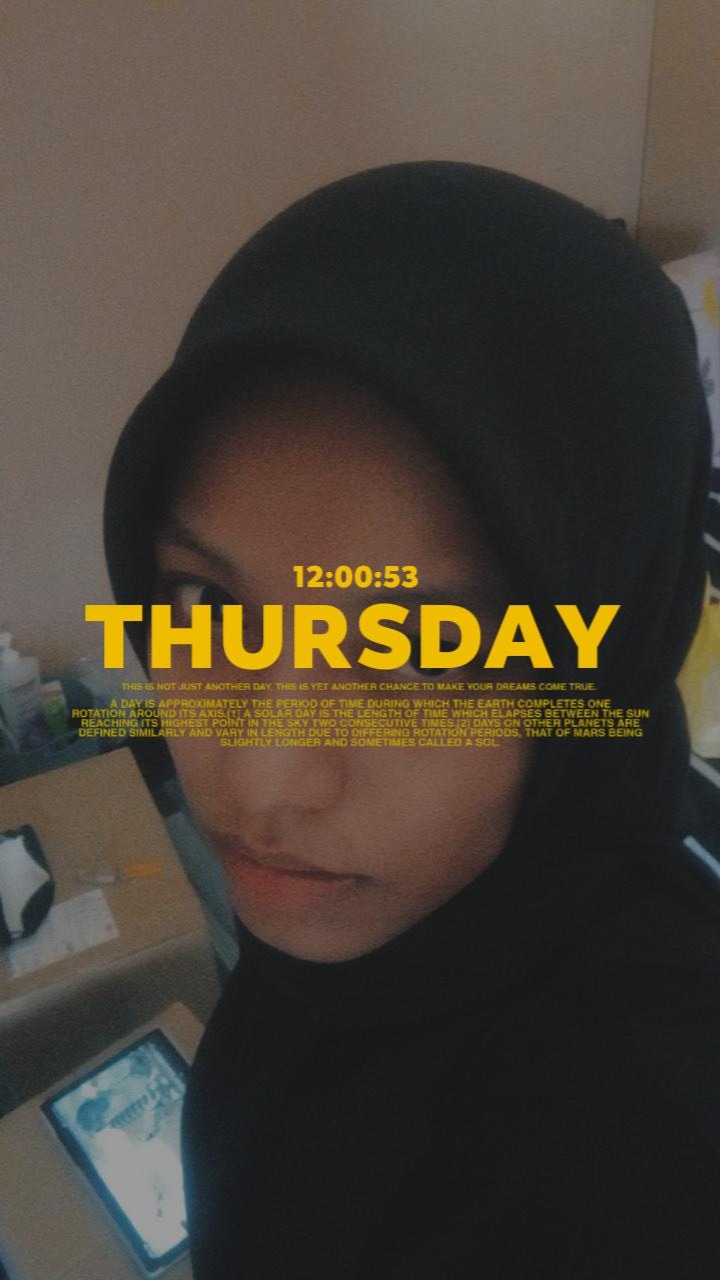 12:00:53
THURSDAY
THIS IS NOT JUST ANOTHER DAY, THIS IS YET ANOTHER CHANCE TO MAKE YOUR DREAMS COME TRUE.
A DAY IS APPROXIMATELY THE PERIOD OF TIME DURING WHICH THE EARTH COMPLETES ONE
ROTATION AROUND ITS AXIS.[1] A SOLAR DAY IS THE LENGTH OF TIME WHICH ELAPSES BETWEEN THE SUN
REACHING ITS HIGHEST POINT IN THE SKY TWO CONSECUTIVE TIMES.[2] DAYS ON OTHER PLANETS ARE
DEFINED SIMILARLY AND VARY IN LENGTH DUE TO DIFFERING ROTATION PERIODS, THAT OF MARS BEING
SLIGHTLY LONGER AND SOMETIMES CALLED A SOL.